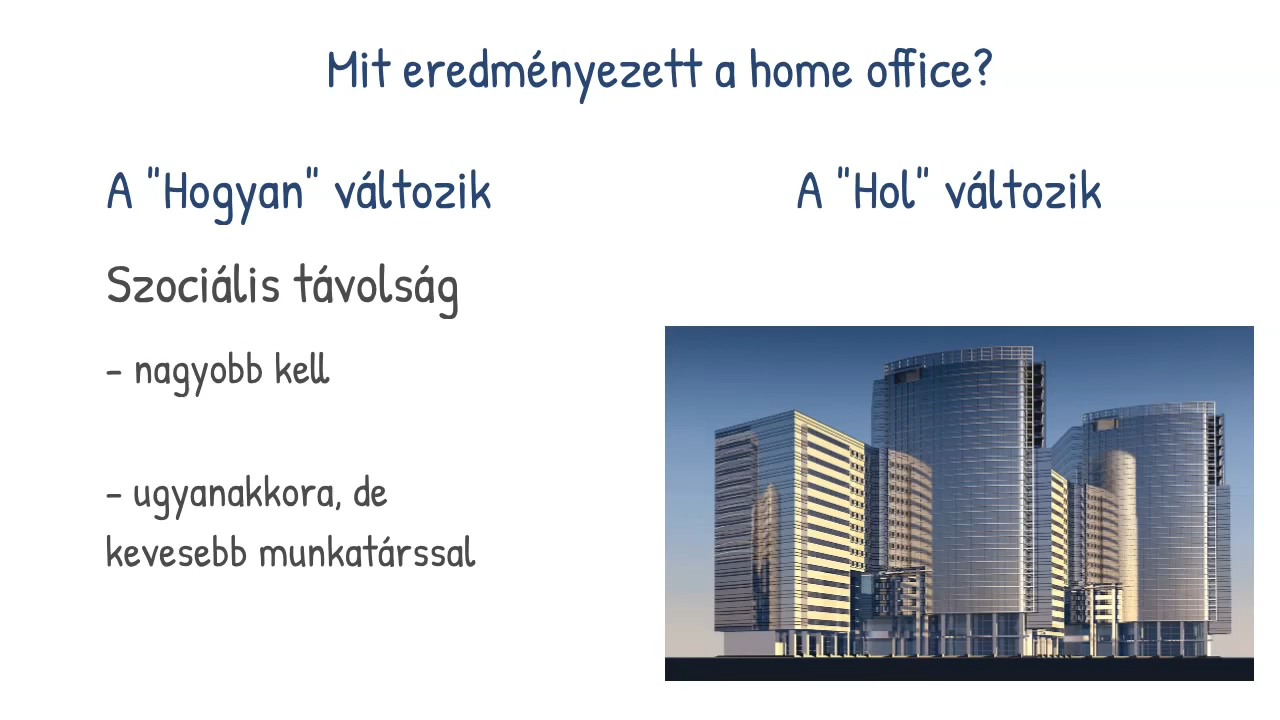 Mit eredményezett a home office?
A "Hogyan" változik
Szociális távolság
- nagyobb kell
- ugyanakkora, de
kevesebb munkatárssal
A "Hol" változik